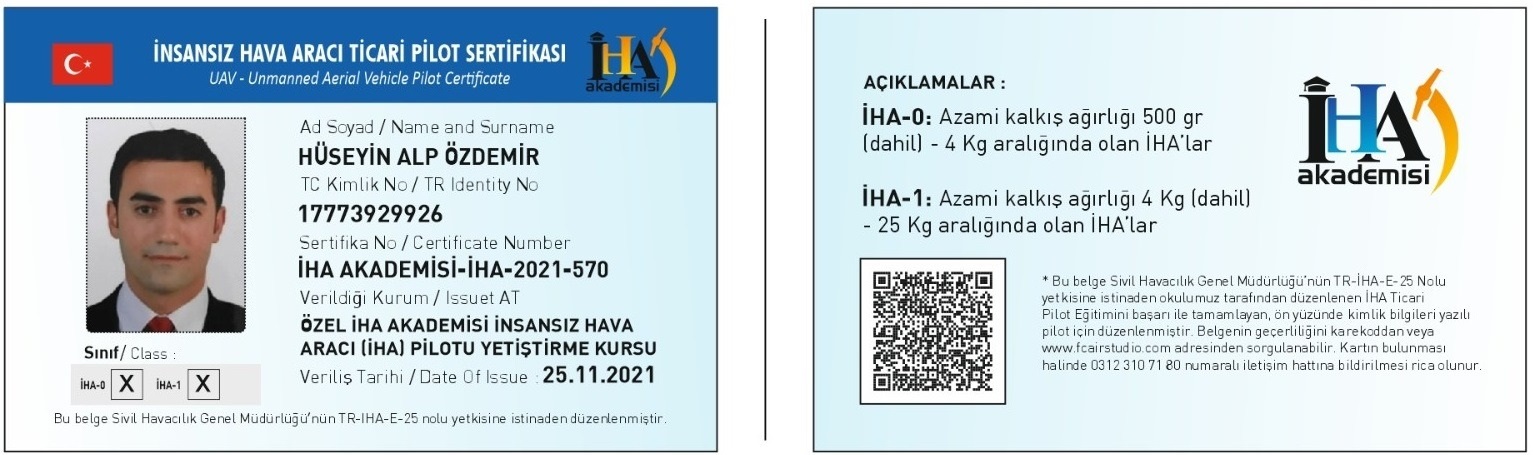 İNSANSIZ HAVA ARACI TİCARİ PİLOT SERTİFİKASI
UAV - Unmanned Aerial Vehicle Pilot Certificate
İHA
akademisi
Ad Soyad / Name and Surname
HÜSEYİN ALP ÖZDEMİR
TC Kimlik No / TR Identity No
17773929926
Sertifika No / Certificate Number
İHA AKADEMİSİ-İHA-2021-570
Verildiği Kurum / Issuet AT
ÖZEL İHA AKADEMİSİ İNSANSIZ HAVA
ARACI (İHA) PİLOTU YETİŞTİRME KURSU
Veriliş Tarihi / Date Of Issue : 25.11.2021
Sınıf/ Class :
İHA-0 X İHA-1 X
Bu belge Sivil Havacılık Genel Müdürlüğü'nün TR-IHA-E-25 nolu yetkisine istinaden düzenlenmiştir.
AÇIKLAMALAR :
İHA-0: Azami kalkış ağırlığı 500 gr
(dahil) - 4 Kg aralığında olan İHA'lar
İHA-1: Azami kalkış ağırlığı 4 Kg (dahil)
- 25 Kg aralığında olan İHA'lar
İHA
akademisi
* Bu belge Sivil Havacılık Genel Müdürlüğü'nün TR-İHA-E-25 Nolu
yetkisine istinaden okulumuz tarafından düzenlenen İHA Ticari
Pilot Eğitimini başarı ile tamamlayan, ön yüzünde kimlik bilgileri yazılı
pilot için düzenlenmiştir. Belgenin geçerliliğini karekoddan veya
www.fcairstudio.com adresinden sorgulanabilir. Kartın bulunması
halinde 0312 310 71 80 numaralı iletişim hattına bildirilmesi rica olunur.